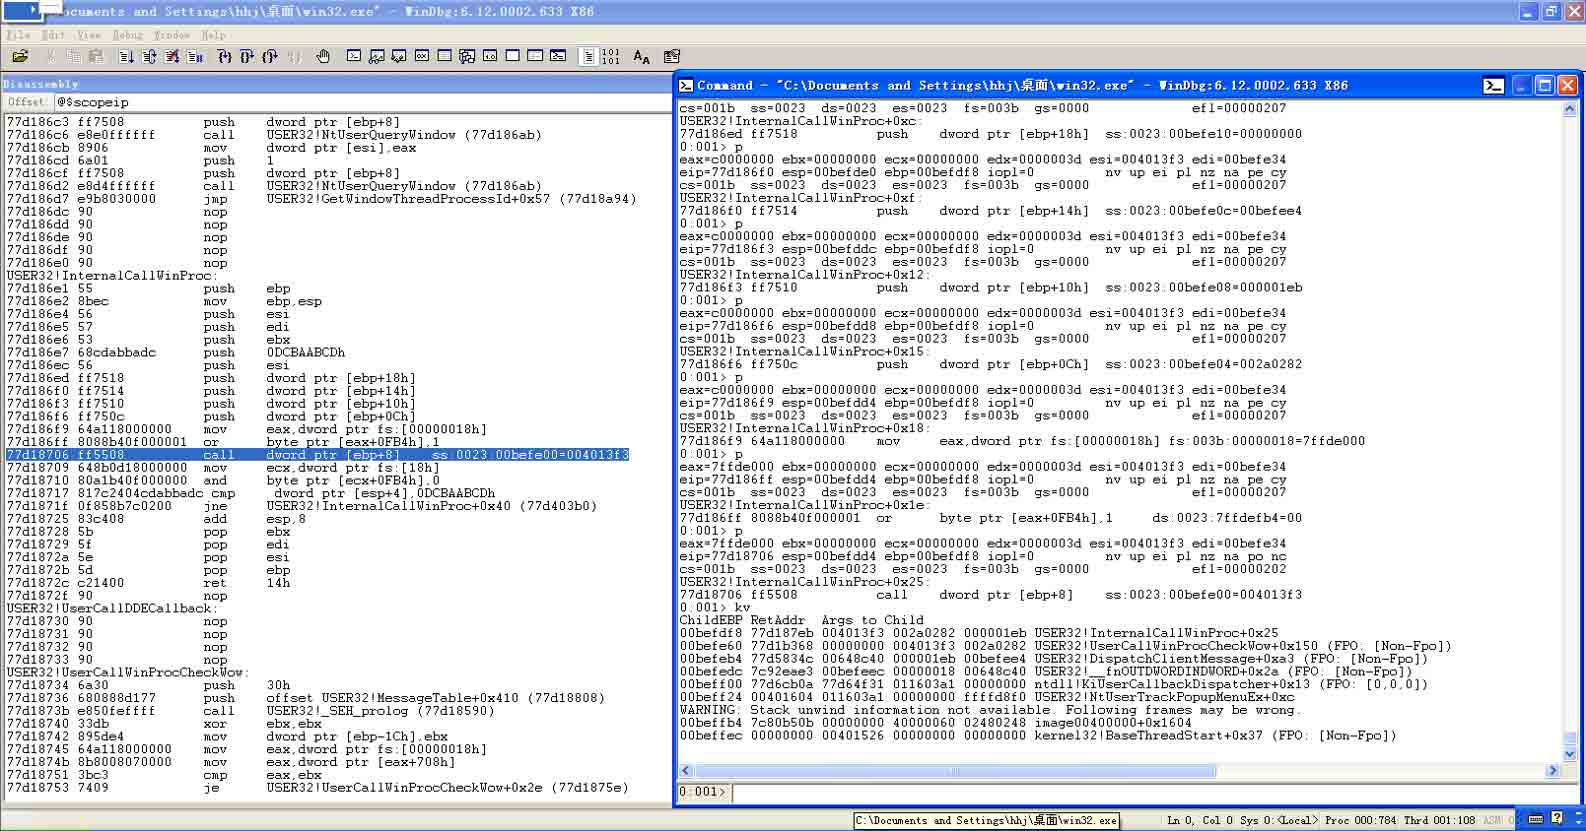 ocuments and Settings\hhj\桌面\win32.exe" - WinDbg:6.12.0002.633 X86
File Edit View Debug Window Help
Disassembly
Offset: @$scopeip
77d186c3 ff7508 push dword ptr [ebp+8]
77d186c6 e8e0ffffff call USER32!NtUserQueryWindow (77d186ab)
77d186cb 8906 mov dword ptr [esi],eax
77d186cd 6a01 push 1
77d186cf ff7508 push dword ptr [ebp+8]
77d186d2 e8d4ffffff call USER32!NtUserQueryWindow (77d186ab)
77d186d7 e9b8030000 jmp USER32!GetWindowThreadProcessId+0x57 (77d18a94)
77d186dc 90 nop
77d186dd 90 nop
77d186de 90 nop
77d186df 90 nop
77d186e0 90 nop
USER32!InternalCallWinProc:
77d186e1 55 push ebp
77d186e2 8bec mov ebp,esp
77d186e4 56 push esi
77d186e5 57 push edi
77d186e6 53 push ebx
77d186e7 68cdabbadc push 0DCBAABCDh
77d186ec 56 push esi
77d186ed ff7518 push dword ptr [ebp+18h]
77d186f0 ff7514 push dword ptr [ebp+14h]
77d186f3 ff7510 push dword ptr [ebp+10h]
77d186f6 ff750c push dword ptr [ebp+0Ch]
77d186f9 64a118000000 mov eax,dword ptr fs:[00000018h]
77d186ff 8088b40f000001 or byte ptr [eax+0FB4h],1
77d18706 ff5508 call dword ptr [ebp+8] ss:0023:00befe00=004013f3
77d18709 648b0d18000000 mov ecx,dword ptr fs:[18h]
77d18710 80a1b40f000000 and byte ptr [ecx+0FB4h],0
77d18717 817c2404cdabbadc cmp dword ptr [esp+4],0DCBAABCDh
77d1871f 0f858b7c0200 jne USER32!InternalCallWinProc+0x40 (77d403b0)
77d18725 83c408 add esp,8
77d18728 5b pop ebx
77d18729 5f pop edi
77d1872a 5e pop esi
77d1872b 5d pop ebp
77d1872c c21400 ret 14h
77d1872f 90 nop
USER32!UserCallDDECallback:
77d18730 90 nop
77d18731 90 nop
77d18732 90 nop
77d18733 90 nop
USER32!UserCallWinProcCheckWow:
77d18734 6a30 push 30h
77d18736 680888d177 push offset USER32!MessageTable+0x410 (77d18808)
77d1873b e850feffff call USER32!_SEH_prolog (77d18590)
77d18740 33db xor ebx,ebx
77d18742 895de4 mov dword ptr [ebp-1Ch],ebx
77d18745 64a118000000 mov eax,dword ptr fs:[00000018h]
77d1874b 8b8008070000 mov eax,dword ptr [eax+708h]
77d18751 3bc3 cmp eax,ebx
77d18753 7409 je USER32!UserCallWinProcCheckWow+0x2e (77d1875e)
Command - "C:\Documents and Settings\hhj\桌面\win32.exe" - WinDbg:6.12.0002.633 X86
cs=001b ss=0023 ds=0023 es=0023 fs=003b gs=0000 efl=00000207
USER32!InternalCallWinProc+0xc:
77d186ed ff7518 push dword ptr [ebp+18h] ss:0023:00befe10=00000000
0:001> p
eax=c0000000 ebx=00000000 ecx=00000000 edx=0000003d esi=004013f3 edi=00befe34
eip=77d186f0 esp=00befde0 ebp=00befdf8 iopl=0 nv up ei pl nz na pe cy
cs=001b ss=0023 ds=0023 es=0023 fs=003b gs=0000 efl=00000207
USER32!InternalCallWinProc+0xf:
77d186f0 ff7514 push dword ptr [ebp+14h] ss:0023:00befe0c=00befee4
0:001> p
eax=c0000000 ebx=00000000 ecx=00000000 edx=0000003d esi=004013f3 edi=00befe34
eip=77d186f3 esp=00befddc ebp=00befdf8 iopl=0 nv up ei pl nz na pe cy
cs=001b ss=0023 ds=0023 es=0023 fs=003b gs=0000 efl=00000207
USER32!InternalCallWinProc+0x12:
77d186f3 ff7510 push dword ptr [ebp+10h] ss:0023:00befe08=000001eb
0:001> p
eax=c0000000 ebx=00000000 ecx=00000000 edx=0000003d esi=004013f3 edi=00befe34
eip=77d186f6 esp=00befdd8 ebp=00befdf8 iopl=0 nv up ei pl nz na pe cy
cs=001b ss=0023 ds=0023 es=0023 fs=003b gs=0000 efl=00000207
USER32!InternalCallWinProc+0x15:
77d186f6 ff750c push dword ptr [ebp+0Ch] ss:0023:00befe04=002a0282
0:001> p
eax=c0000000 ebx=00000000 ecx=00000000 edx=0000003d esi=004013f3 edi=00befe34
eip=77d186f9 esp=00befdd4 ebp=00befdf8 iopl=0 nv up ei pl nz na pe cy
cs=001b ss=0023 ds=0023 es=0023 fs=003b gs=0000 efl=00000207
USER32!InternalCallWinProc+0x18:
77d186f9 64a118000000 mov eax,dword ptr fs:[00000018h] fs:003b:00000018=7ffde000
0:001> p
eax=7ffde000 ebx=00000000 ecx=00000000 edx=0000003d esi=004013f3 edi=00befe34
eip=77d186ff esp=00befdd4 ebp=00befdf8 iopl=0 nv up ei pl nz na pe cy
cs=001b ss=0023 ds=0023 es=0023 fs=003b gs=0000 efl=00000207
USER32!InternalCallWinProc+0x1e:
77d186ff 8088b40f000001 or byte ptr [eax+0FB4h],1 ds:0023:7ffdefb4=00
0:001> p
eax=7ffde000 ebx=00000000 ecx=00000000 edx=0000003d esi=004013f3 edi=00befe34
eip=77d18706 esp=00befdd4 ebp=00befdf8 iopl=0 nv up ei pl nz na po nc
cs=001b ss=0023 ds=0023 es=0023 fs=003b gs=0000 efl=00000202
USER32!InternalCallWinProc+0x25:
77d18706 ff5508 call dword ptr [ebp+8] ss:0023:00befe00=004013f3
0:001> kv
ChildEBP RetAddr Args to Child
00befdf8 77d187eb 004013f3 002a0282 000001eb USER32!InternalCallWinProc+0x25
00befe60 77d1b368 00000000 004013f3 002a0282 USER32!UserCallWinProcCheckWow+0x150 (FPO: [Non-Fpo])
00befeb4 77d5834c 00648c40 000001eb 00befee4 USER32!DispatchClientMessage+0xa3 (FPO: [Non-Fpo])
00befedc 7c92eae3 00befeec 00000018 00648c40 USER32!__fnOUTDWORDINDWORD+0x2a (FPO: [Non-Fpo])
00beff00 77d6cb0a 77d64f31 011603a1 00000000 ntdll!KiUserCallbackDispatcher+0x13 (FPO: [0,0,0])
00beff24 00401604 011603a1 00000000 ffffd8f0 USER32!NtUserTrackPopupMenuEx+0xc
WARNING: Stack unwind information not available. Following frames may be wrong.
00beffb4 7c80b50b 00000000 40000060 02480248 image00400000+0x1604
00beffec 00000000 00401526 00000000 00000000 kernel32!BaseThreadStart+0x37 (FPO: [Non-Fpo])
0:001>
C:\Documents and Settings\hhj\桌面\win32.exe
Ln 0, Col 0 Sys 0:<Local> Proc 000:784 Thrd 001:108 ASM